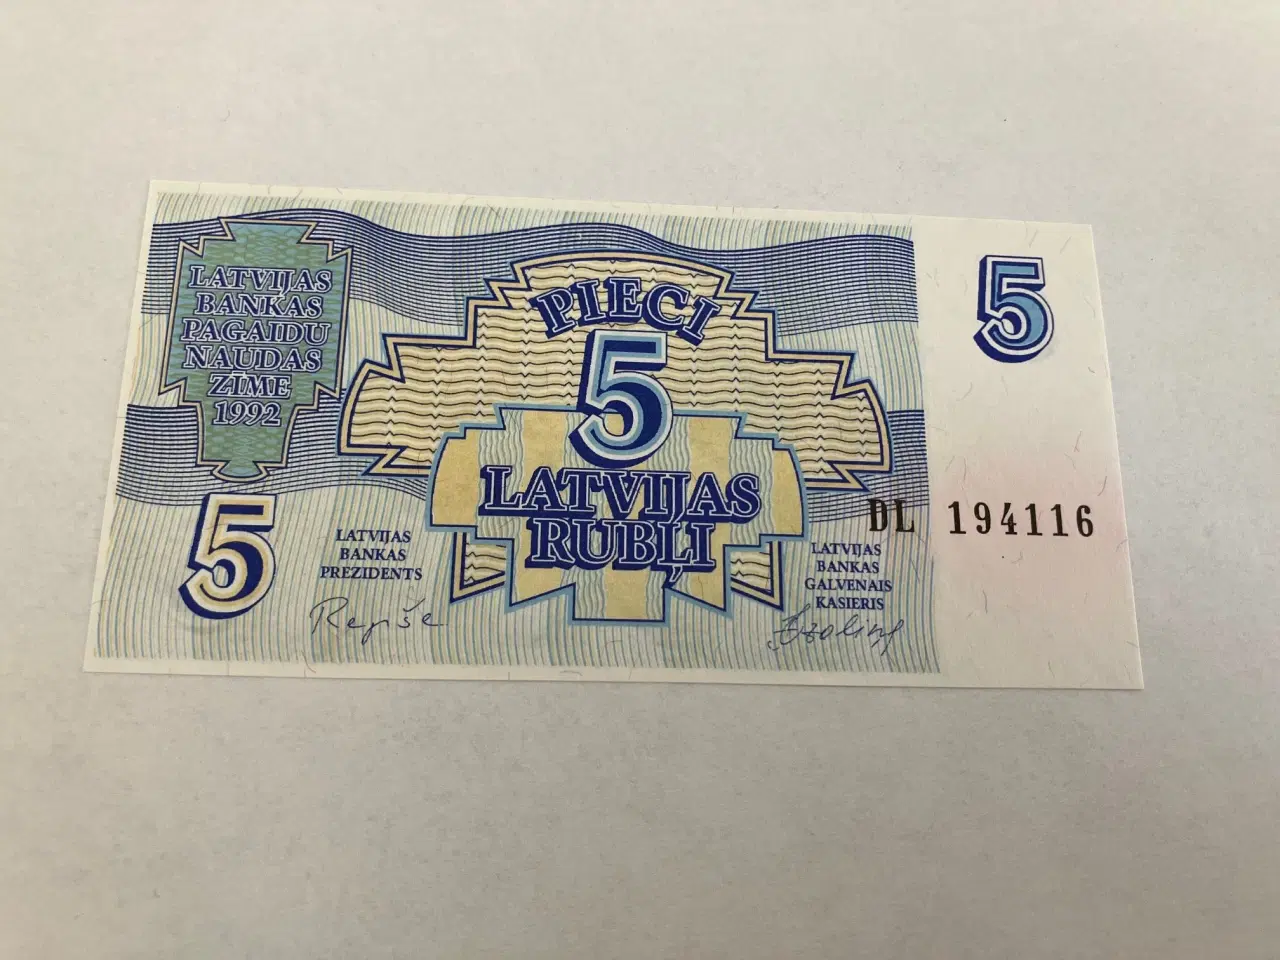 LATVIJAS
BANKAS
PAGAIDU
NAUDAS
ZĪME
1992
PIECI
5
LATVIJAS
RUBĻI
5
5
LATVIJAS
BANKAS
PREZIDENTS
Repše
DL 194116
LATVIJAS
BANKAS
GALVENAIS
KASIERIS